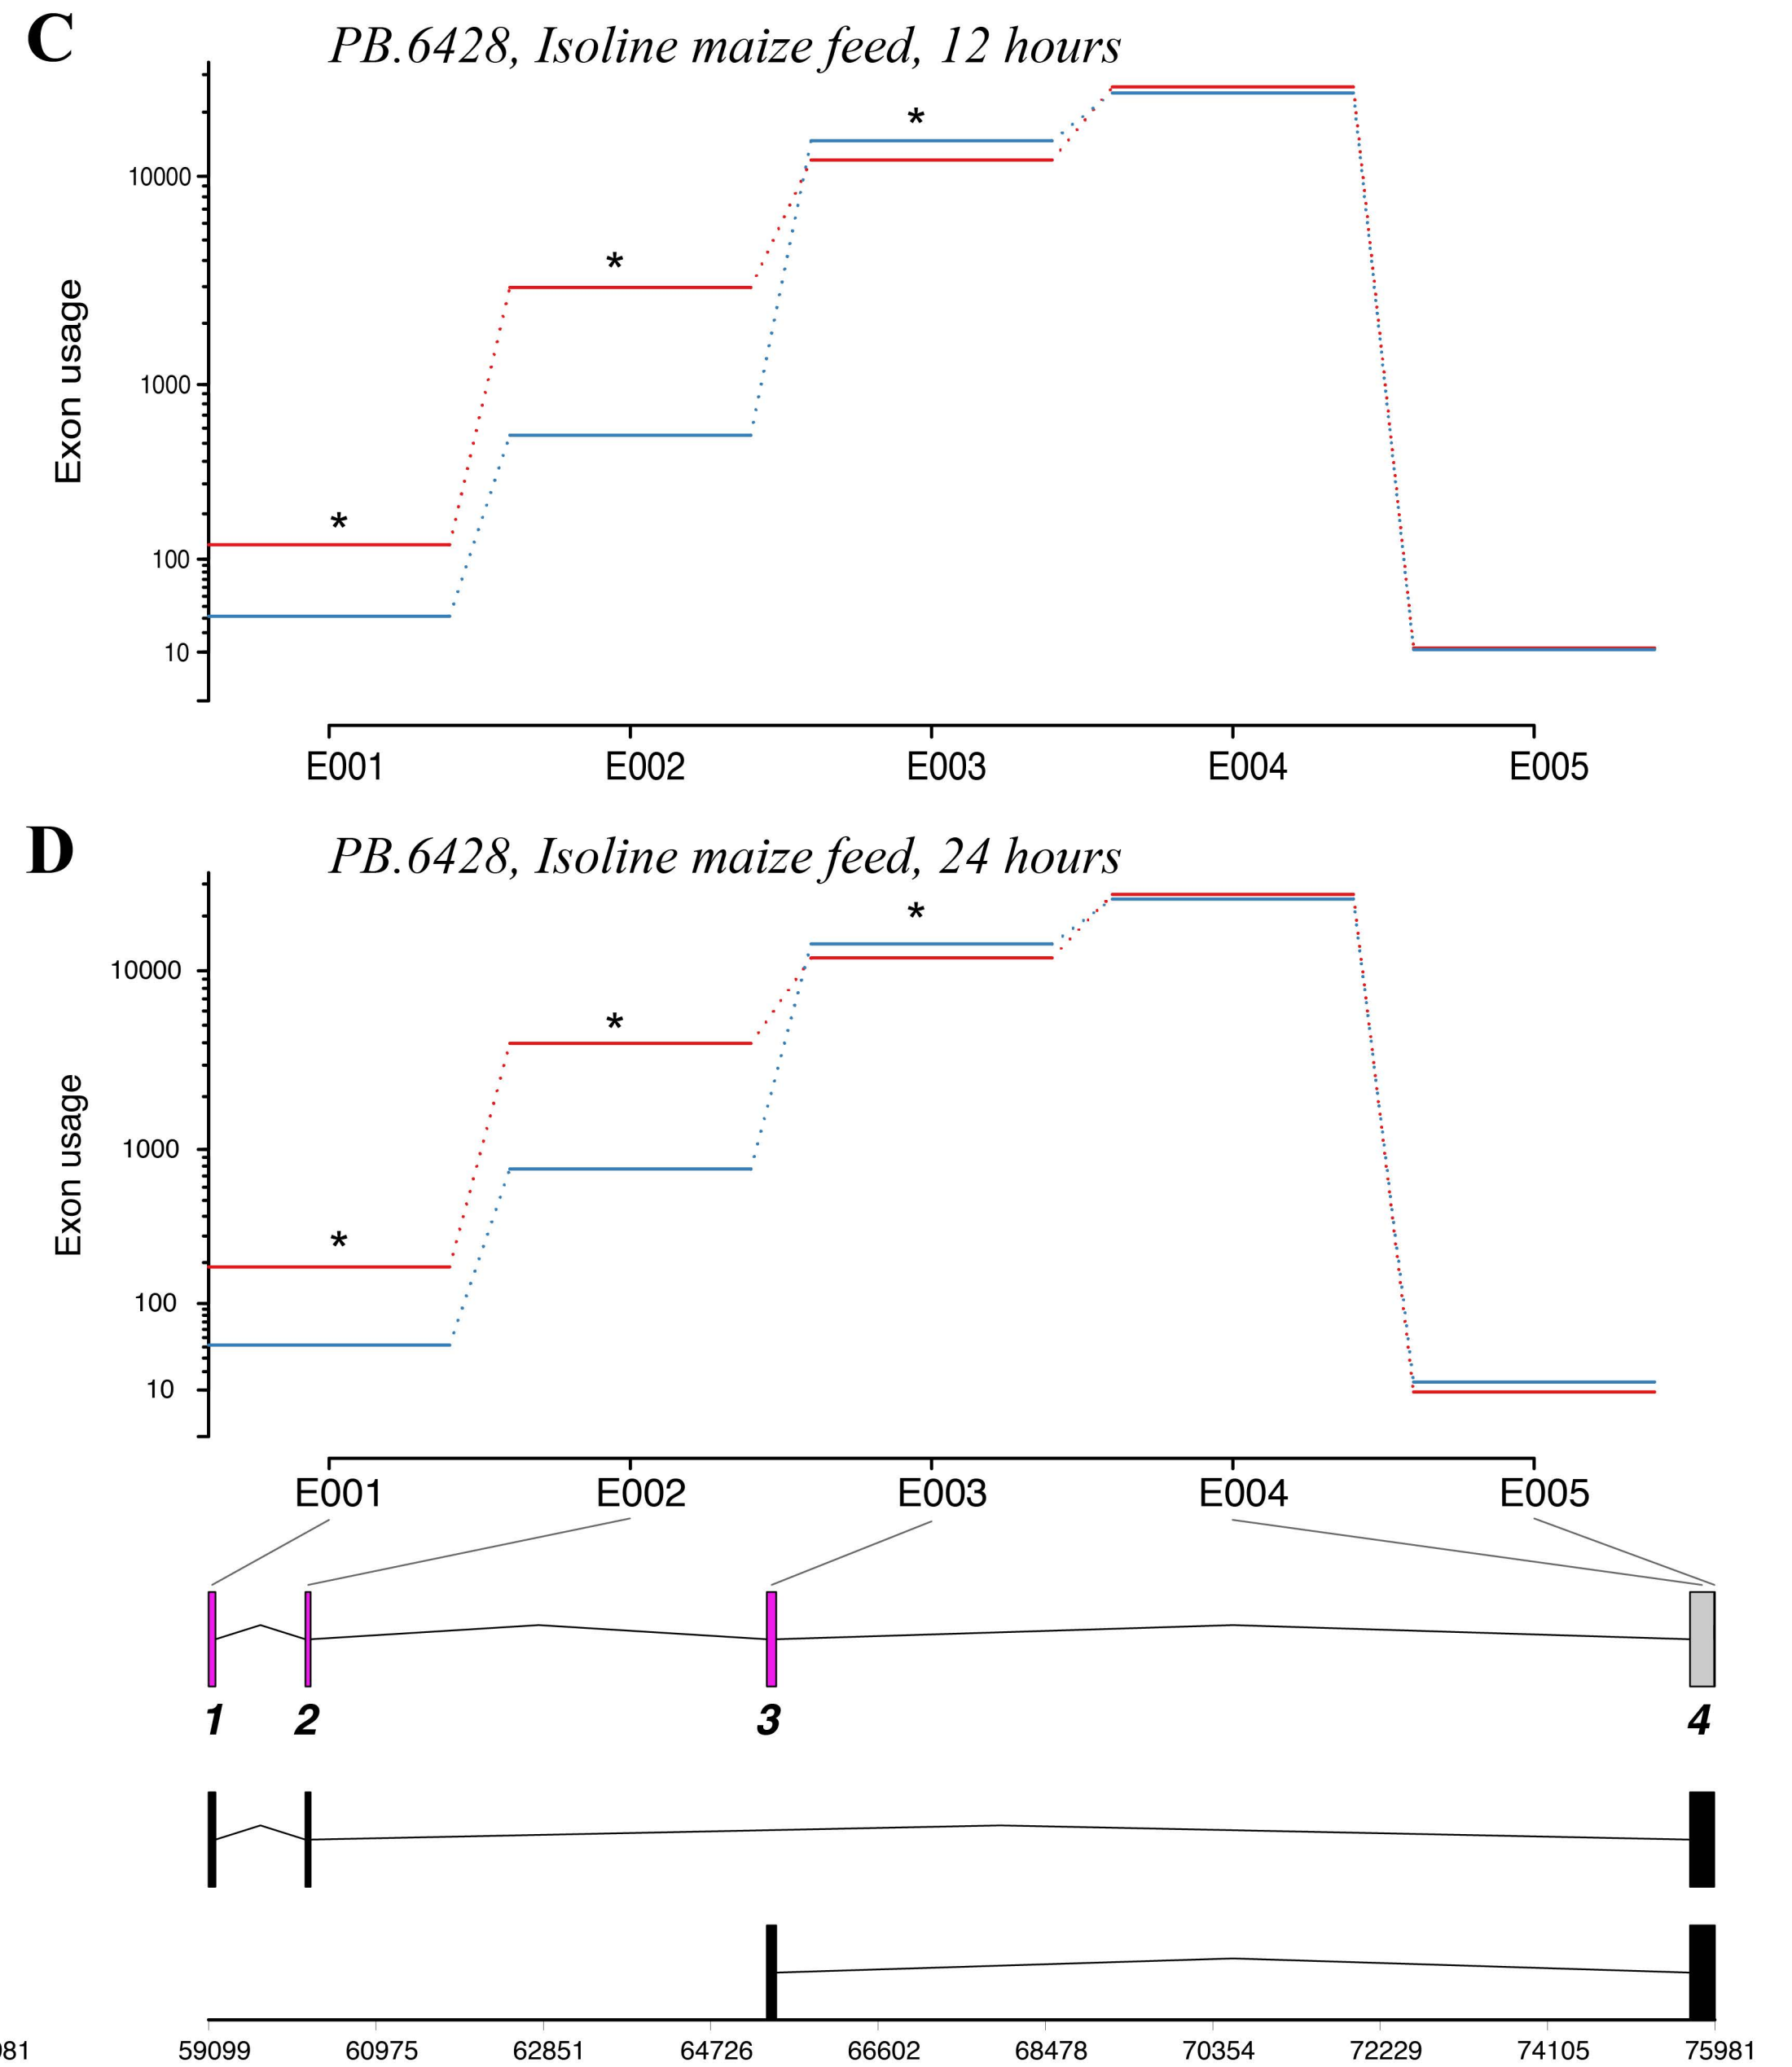 C
PB.6428, Isoline maize feed, 12 hours
*
*
*
10000
1000
100
10
Exon usage
E001 E002 E003 E004 E005
D
PB.6428, Isoline maize feed, 24 hours
*
*
*
10000
1000
100
10
Exon usage
E001 E002 E003 E004 E005
1 2 3 4
981 59099 60975 62851 64726 66602 68478 70354 72229 74105 75981